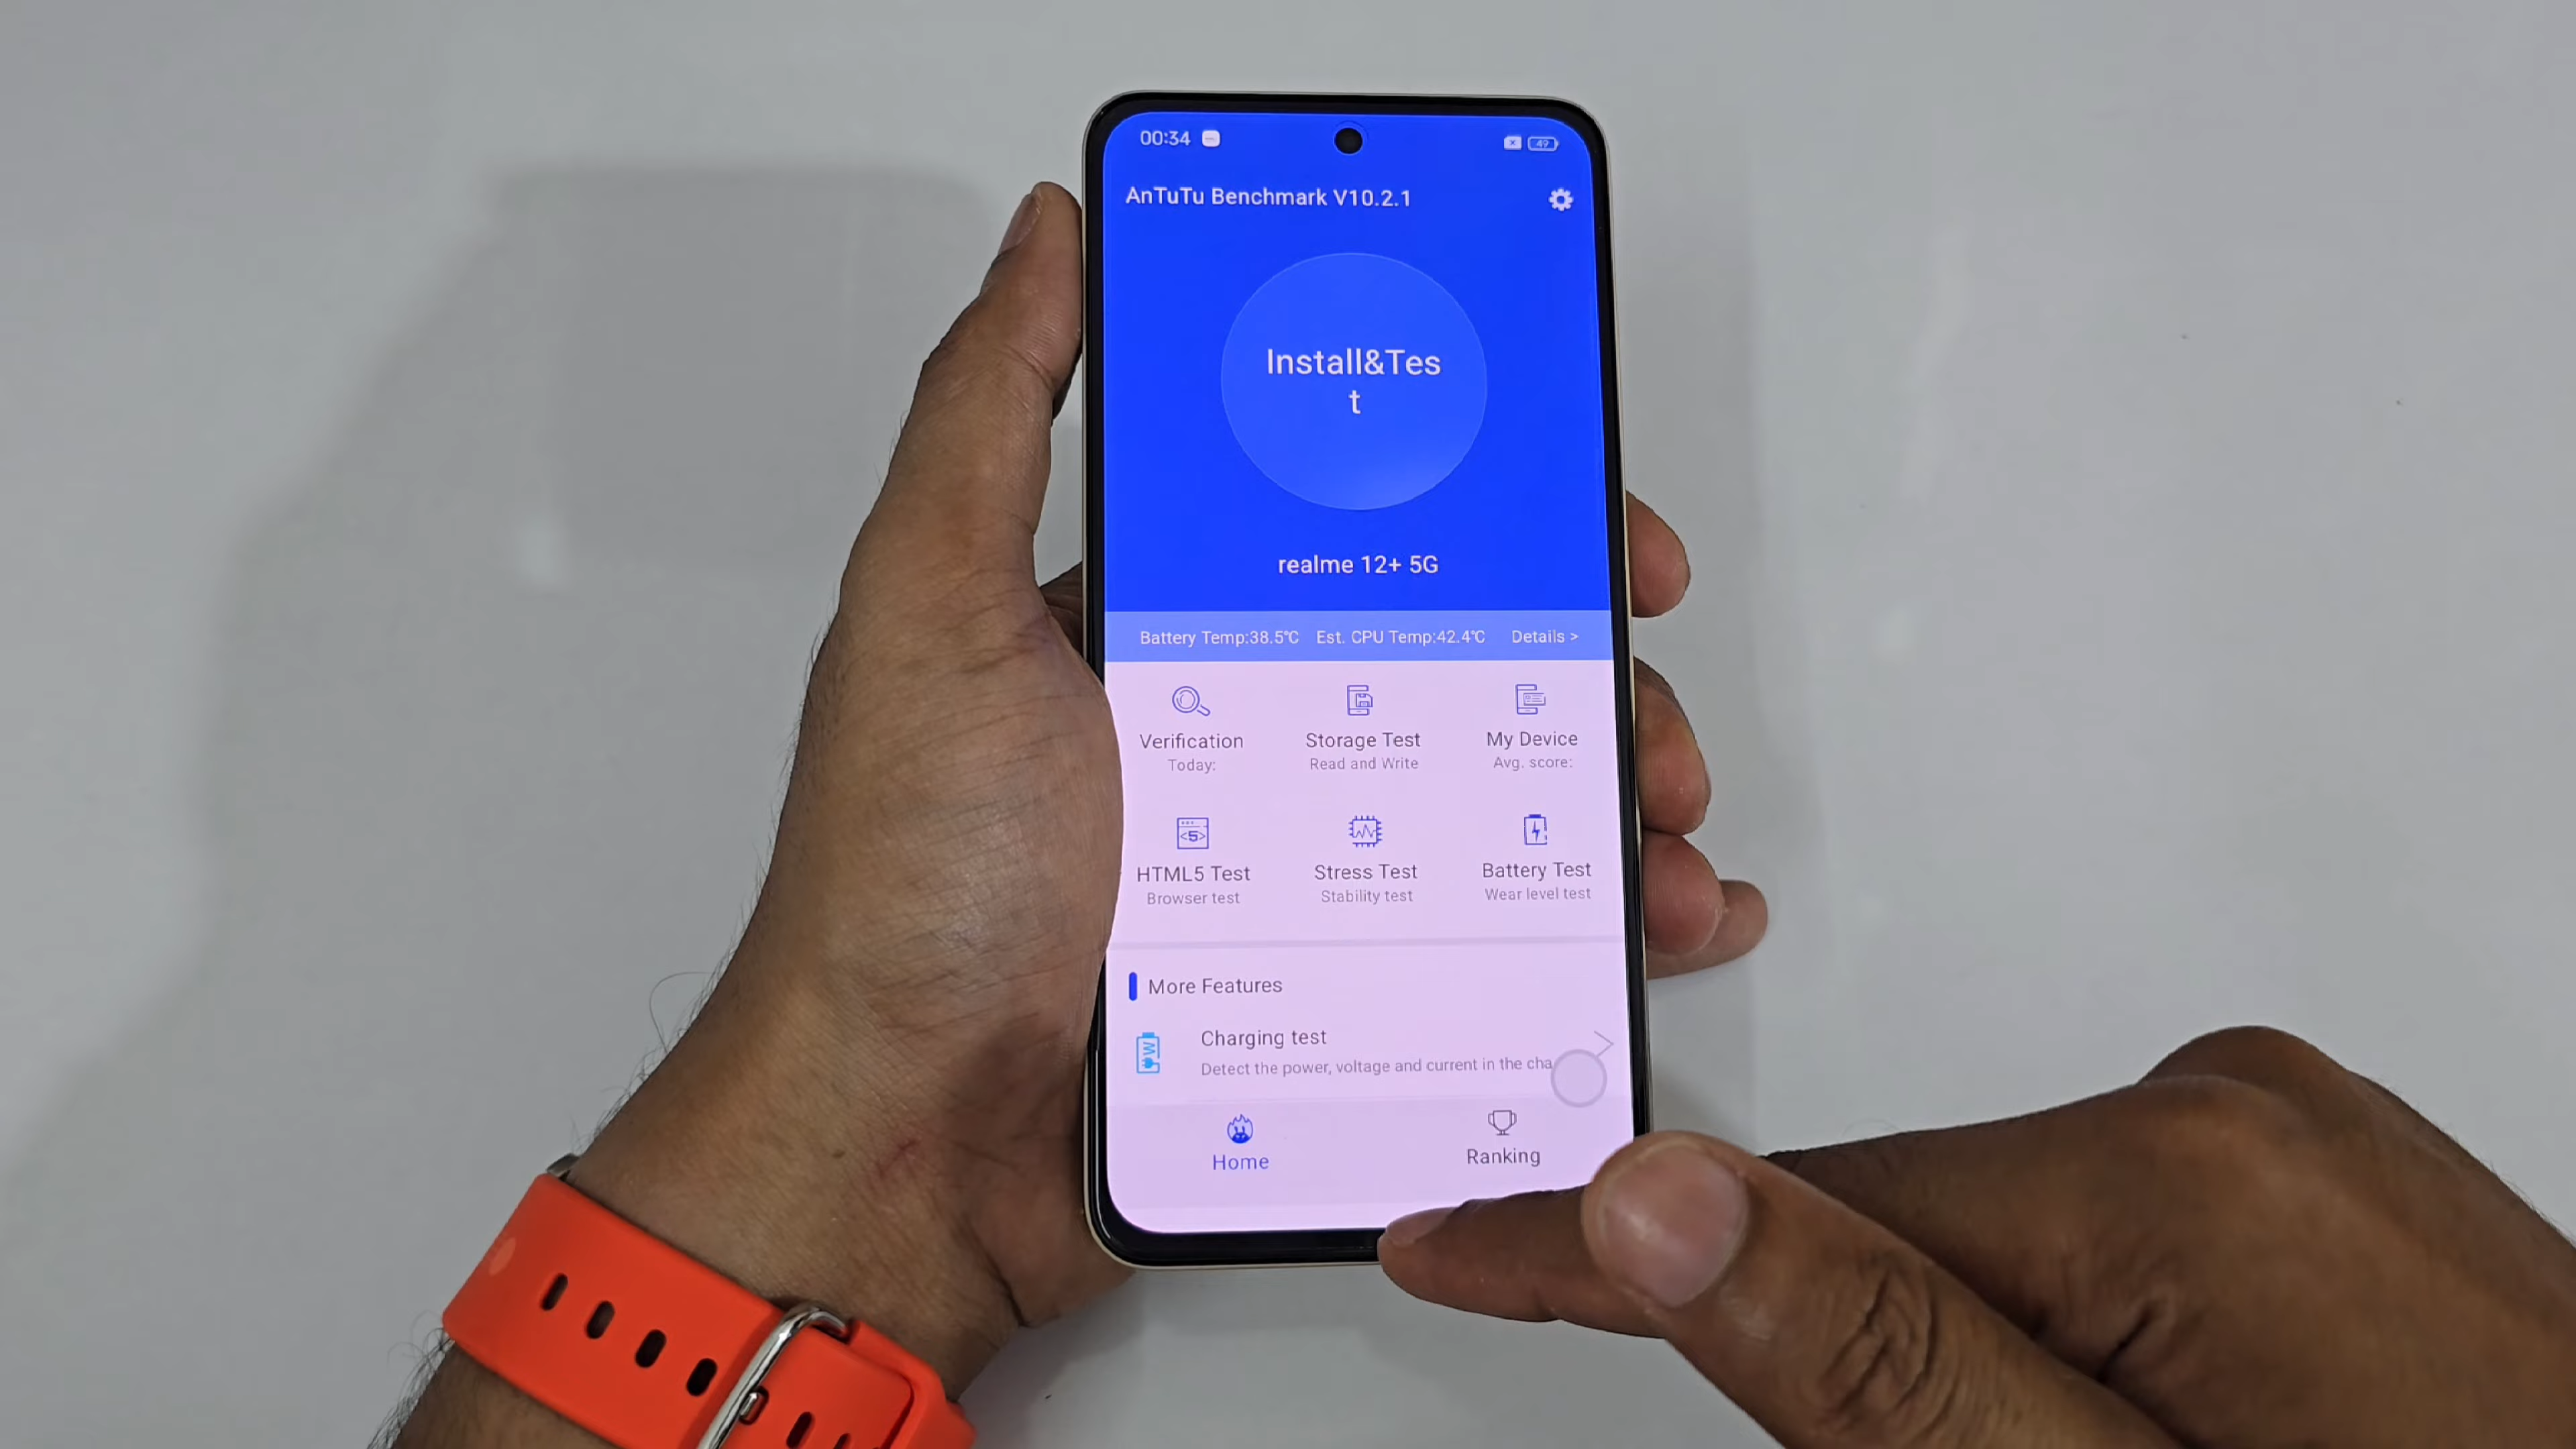 00:34
49
AnTuTu Benchmark V10.2.1
Install&Tes
t
realme 12+ 5G
Battery Temp:38.5℃ Est. CPU Temp:42.4℃ Details >
Verification Storage Test My Device
Today: Read and Write Avg. score:
<5>
HTML5 Test Stress Test Battery Test
Browser test Stability test Wear level test
More Features
W
Charging test
Detect the power, voltage and current in the cha
Home Ranking